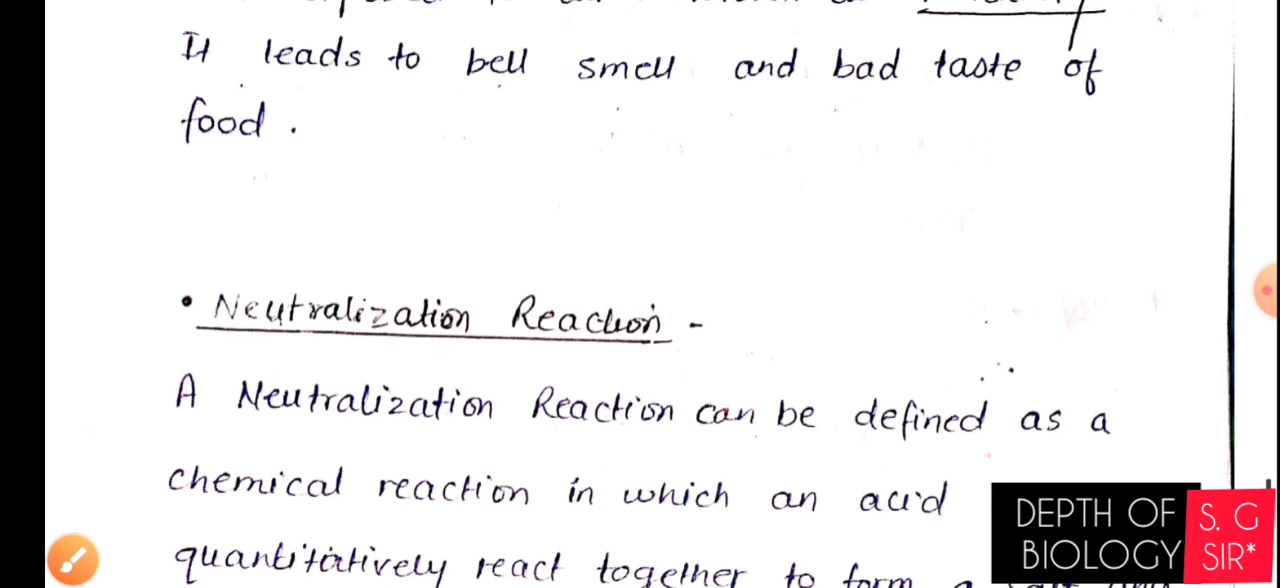 It leads to bell smell and bad taste of
food.
• Neutralization Reaction -
A Neutralization Reaction can be defined as a
chemical reaction in which an acid
quantitatively react together to form a
DEPTH OF
BIOLOGY
S. G
SIR*